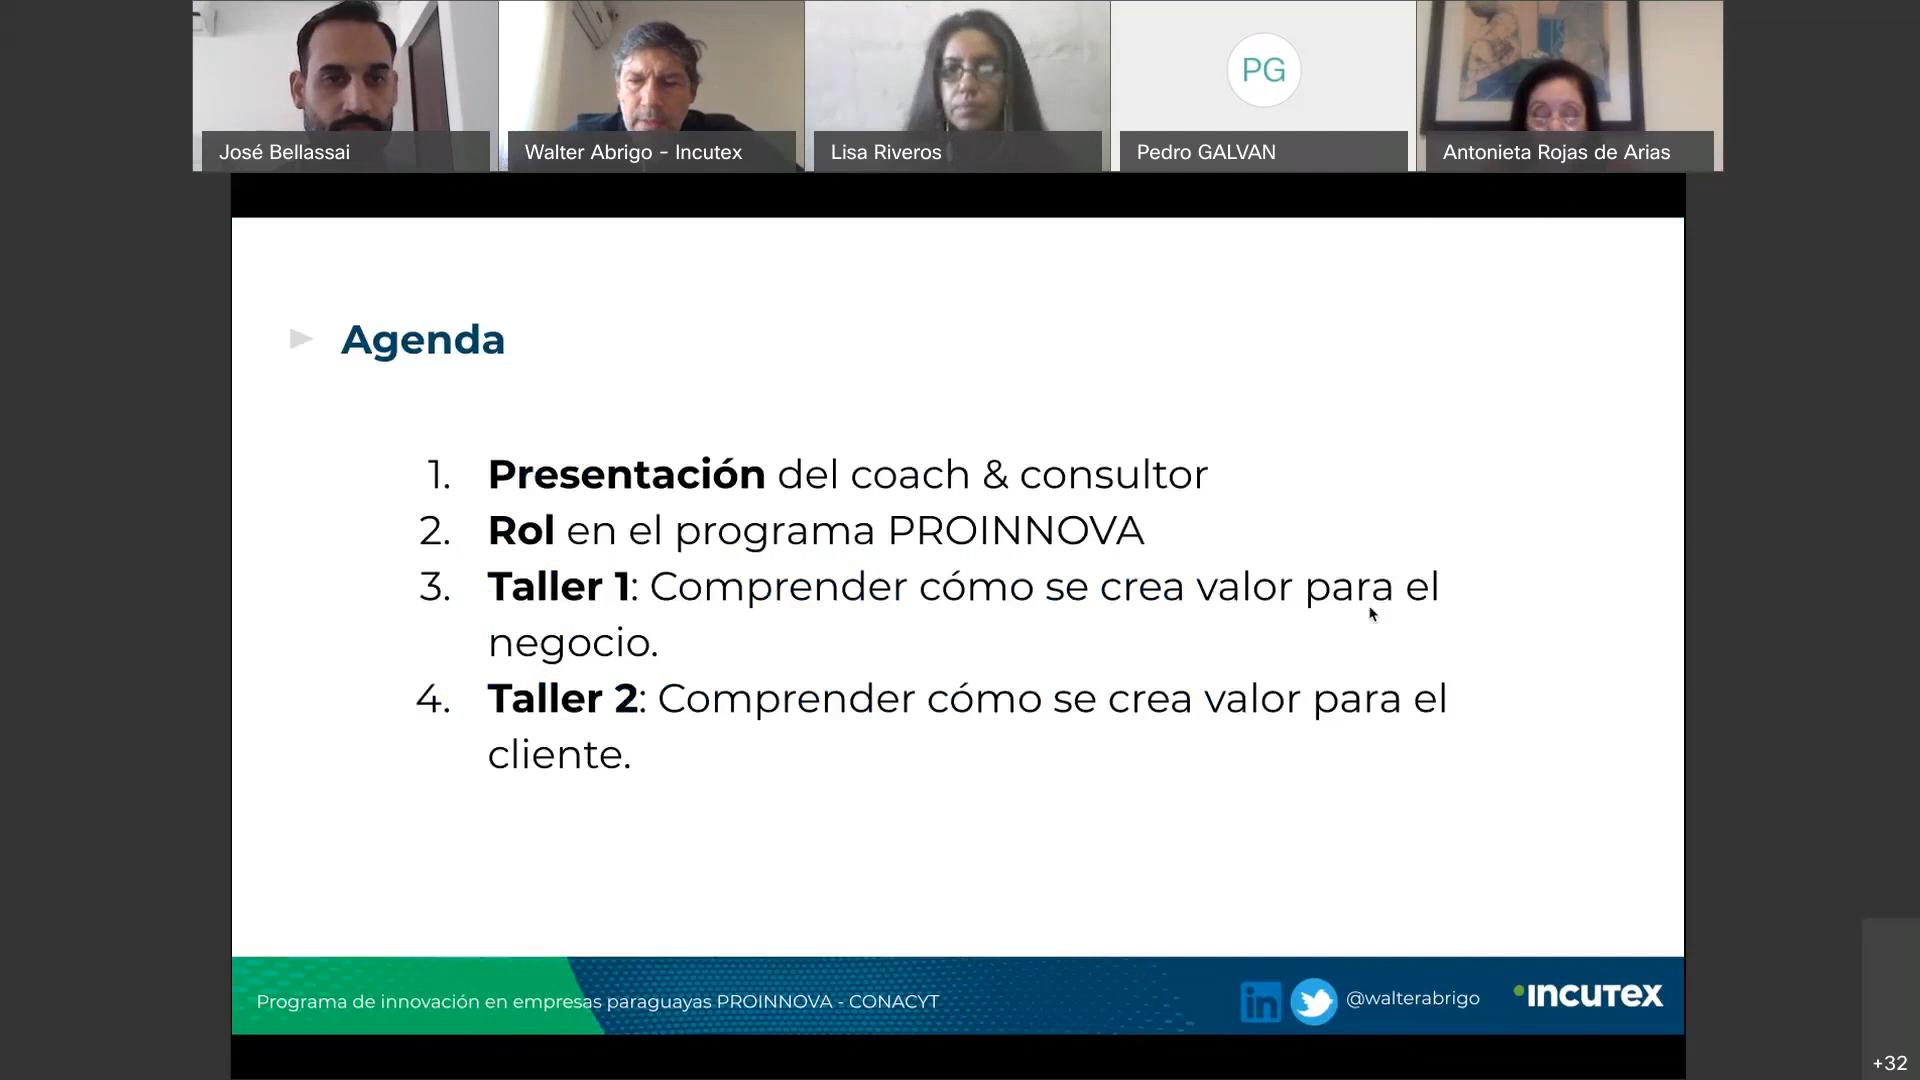 José Bellassai
Walter Abrigo - Incutex
Lisa Riveros
PG
Pedro GALVAN
Antonieta Rojas de Arias
Agenda
1. Presentación del coach & consultor
2. Rol en el programa PROINNOVA
3. Taller 1: Comprender cómo se crea valor para el
negocio.
4. Taller 2: Comprender cómo se crea valor para el
cliente.
Programa de innovación en empresas paraguayas PROINNOVA - CONACYT
in
@walterabrigo
INCUTEX
+32